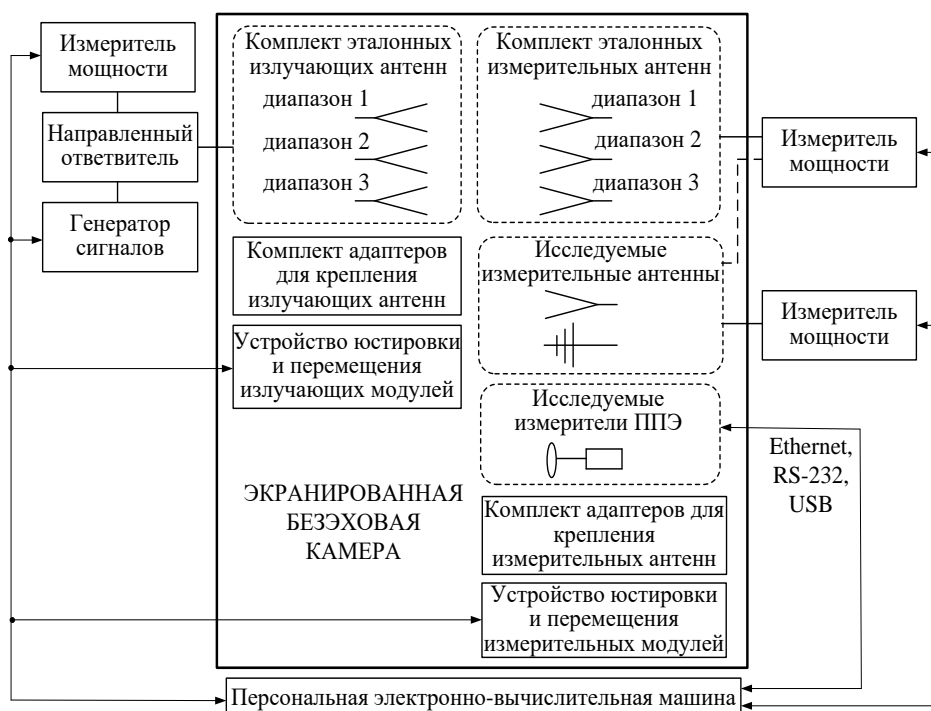 Измеритель
мощности
Направленный
ответвитель
Генератор
сигналов
Комплект эталонных
излучающих антенн
диапазон 1
диапазон 2
диапазон 3
Комплект адаптеров
для крепления
излучающих антенн
Устройство юстировки
и перемещения
излучающих модулей
ЭКРАНИРОВАННАЯ
БЕЗЭХОВАЯ
КАМЕРА
Комплект эталонных
измерительных антенн
диапазон 1
диапазон 2
диапазон 3
Исследуемые
измерительные антенны
Исследуемые
измерители ППЭ
Комплект адаптеров для
крепления
измерительных антенн
Устройство юстировки
и перемещения
измерительных модулей
Измеритель
мощности
Измеритель
мощности
Ethernet,
RS-232,
USB
Персональная электронно-вычислительная машина